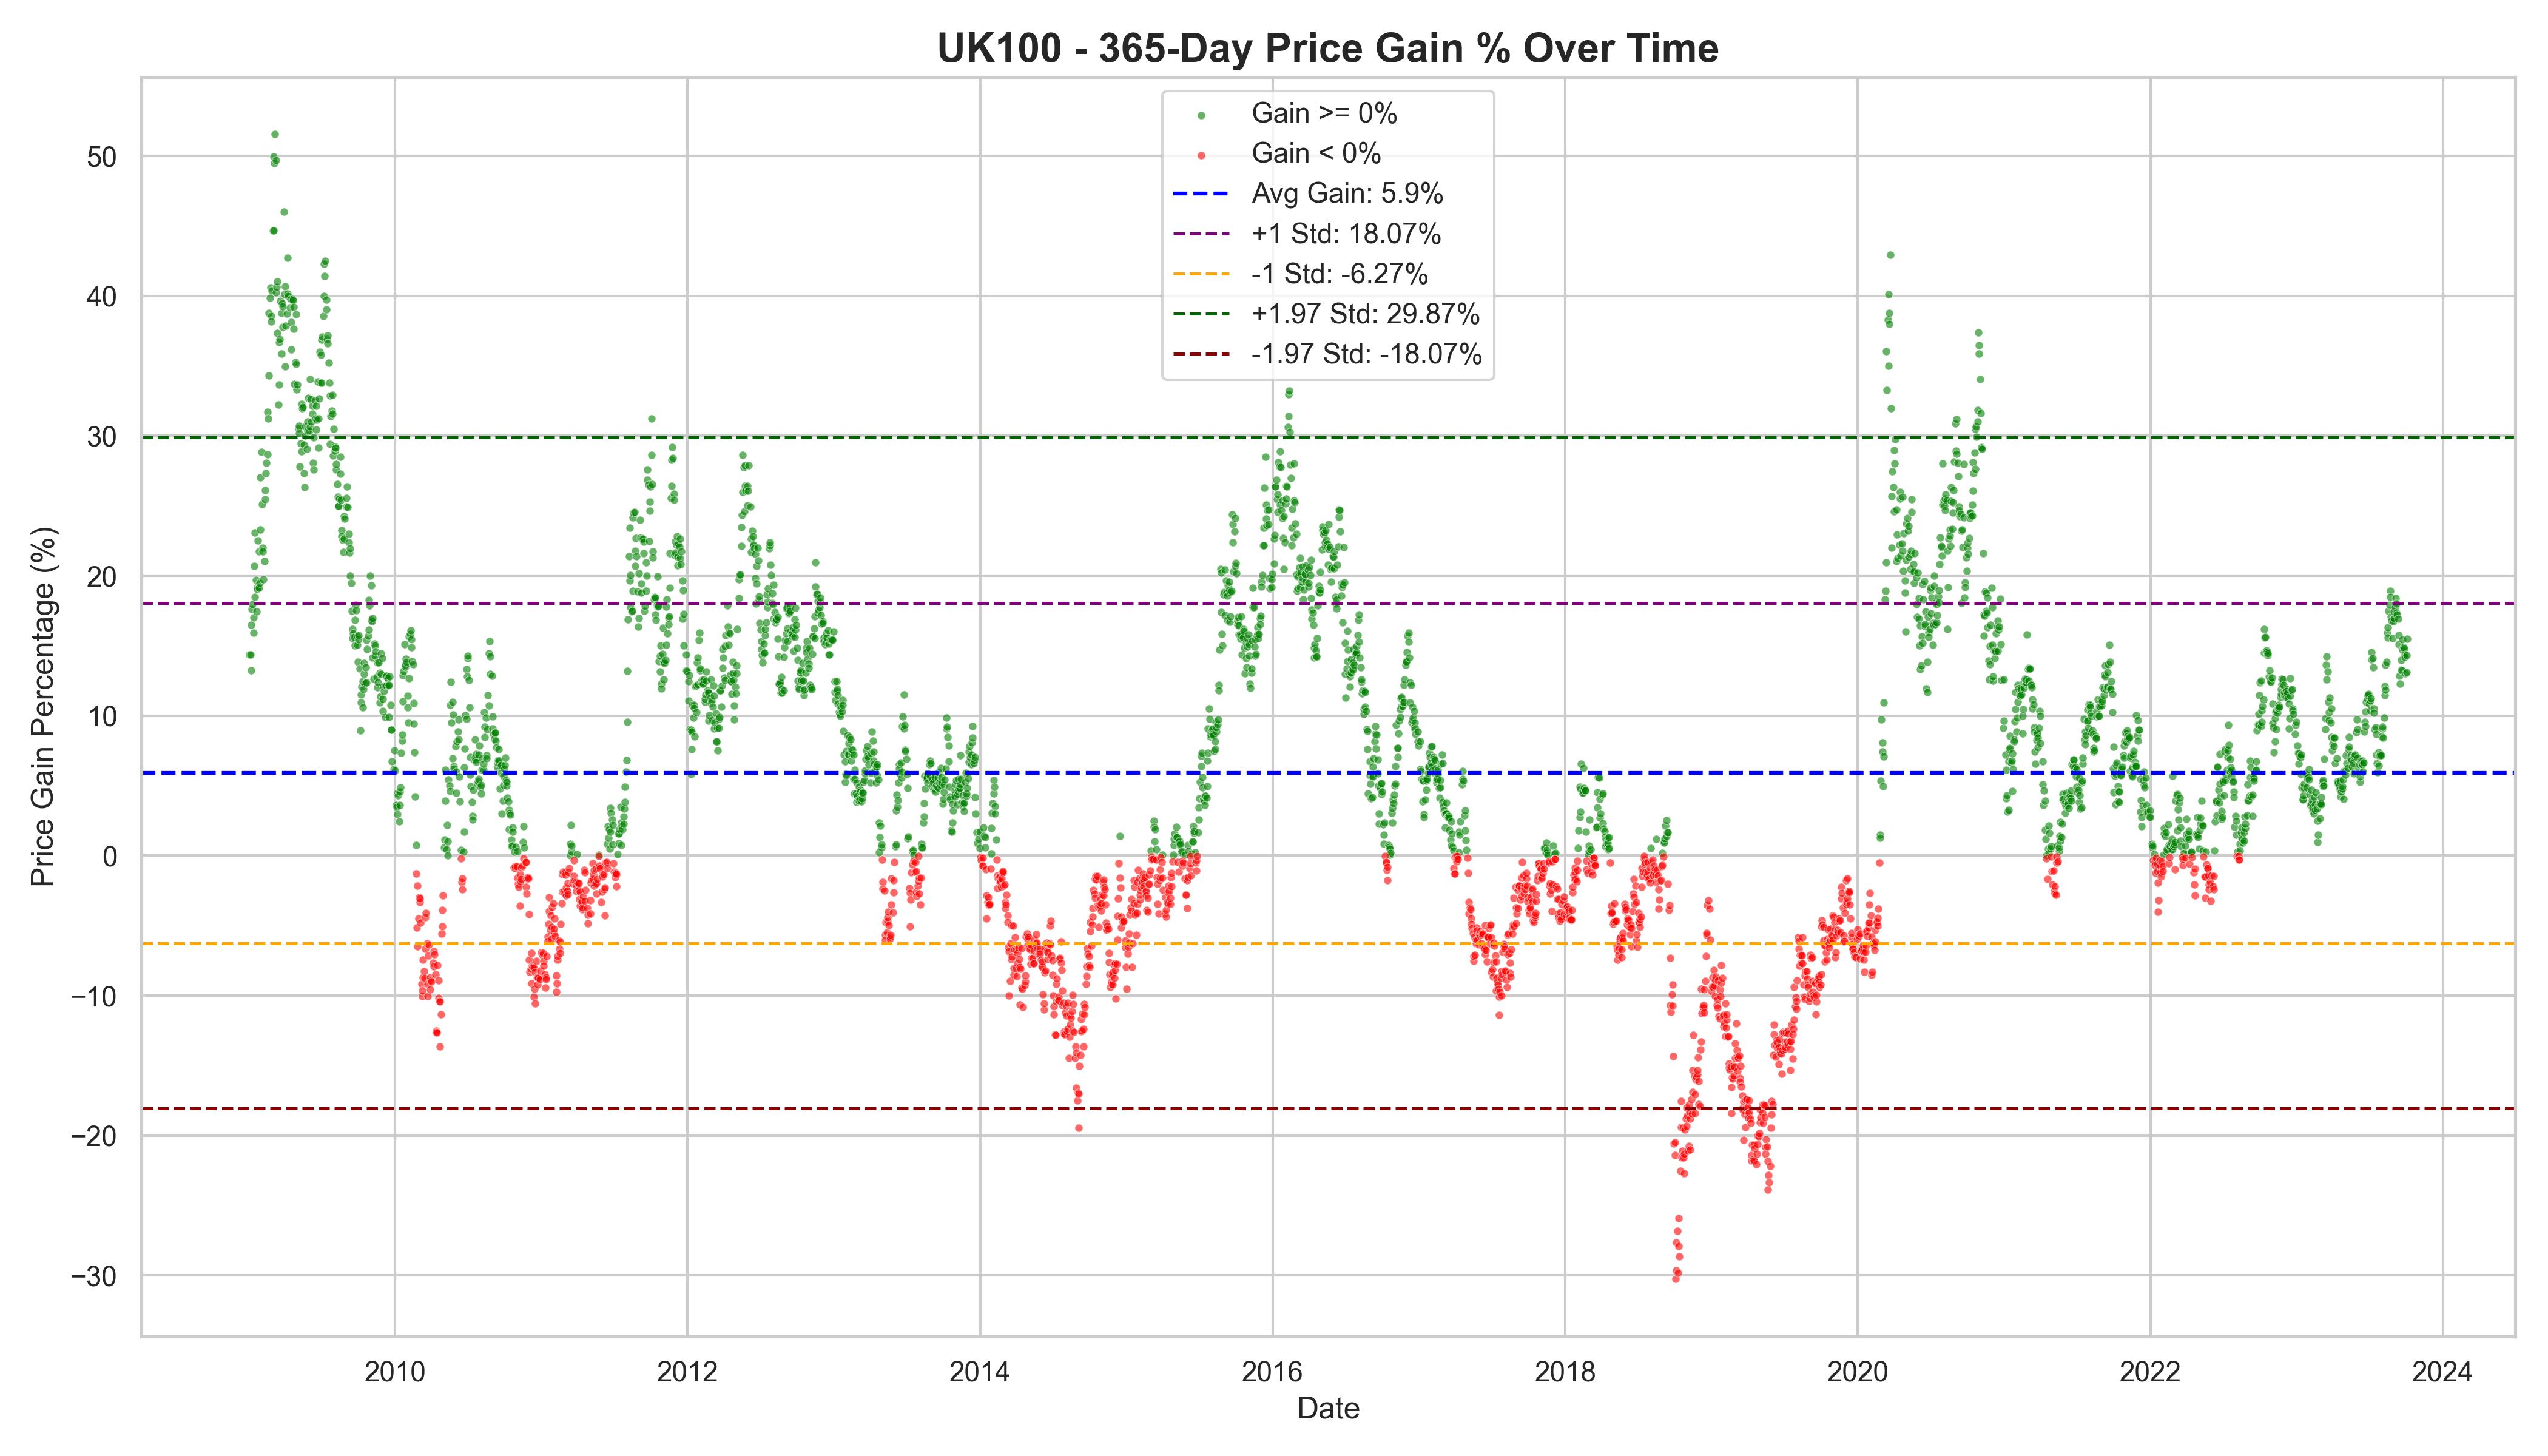 UK100 - 365-Day Price Gain % Over Time
Gain >= 0%
Gain < 0%
Avg Gain: 5.9%
+1 Std: 18.07%
-1 Std: -6.27%
+1.97 Std: 29.87%
-1.97 Std: -18.07%
Price Gain Percentage (%)
50
40
30
20
10
0
−10
−20
−30
2010 2012 2014 2016 2018 2020 2022 2024
Date